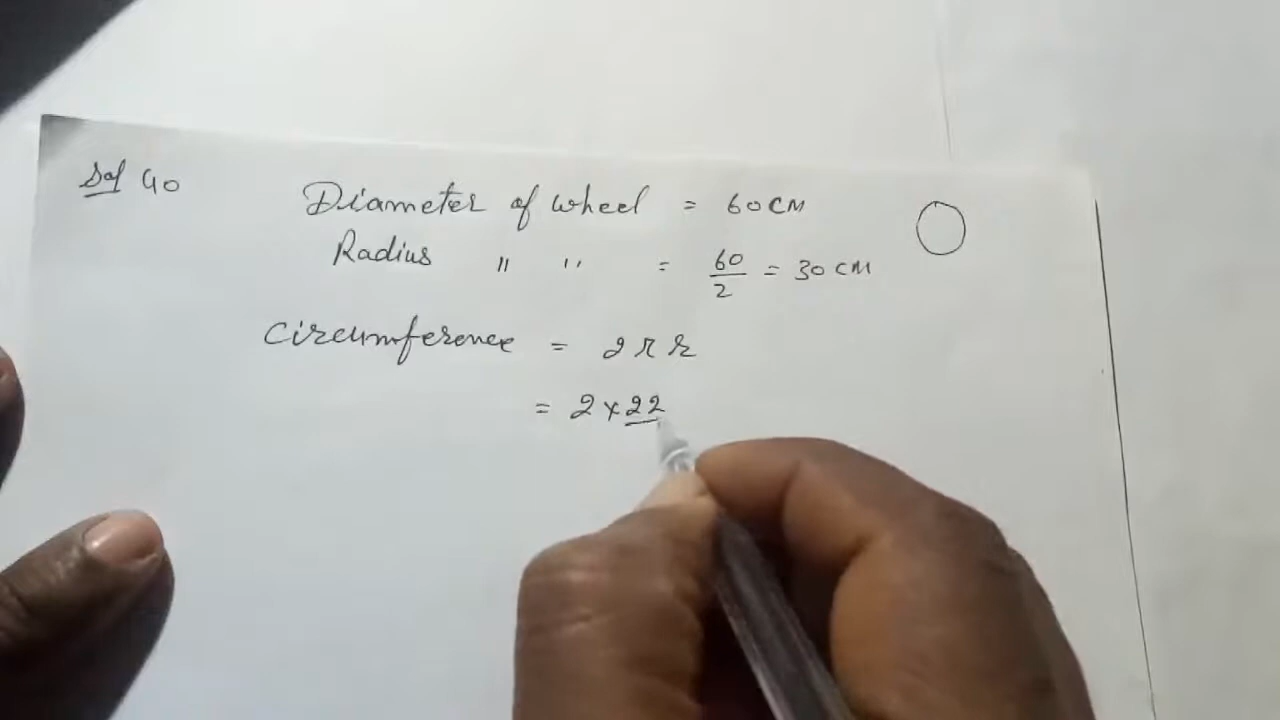 Sol 40
Diameter of wheel = 60 CM
Radius " " = 60/2 = 30 CM
Circumference = 2πr
= 2 × 22